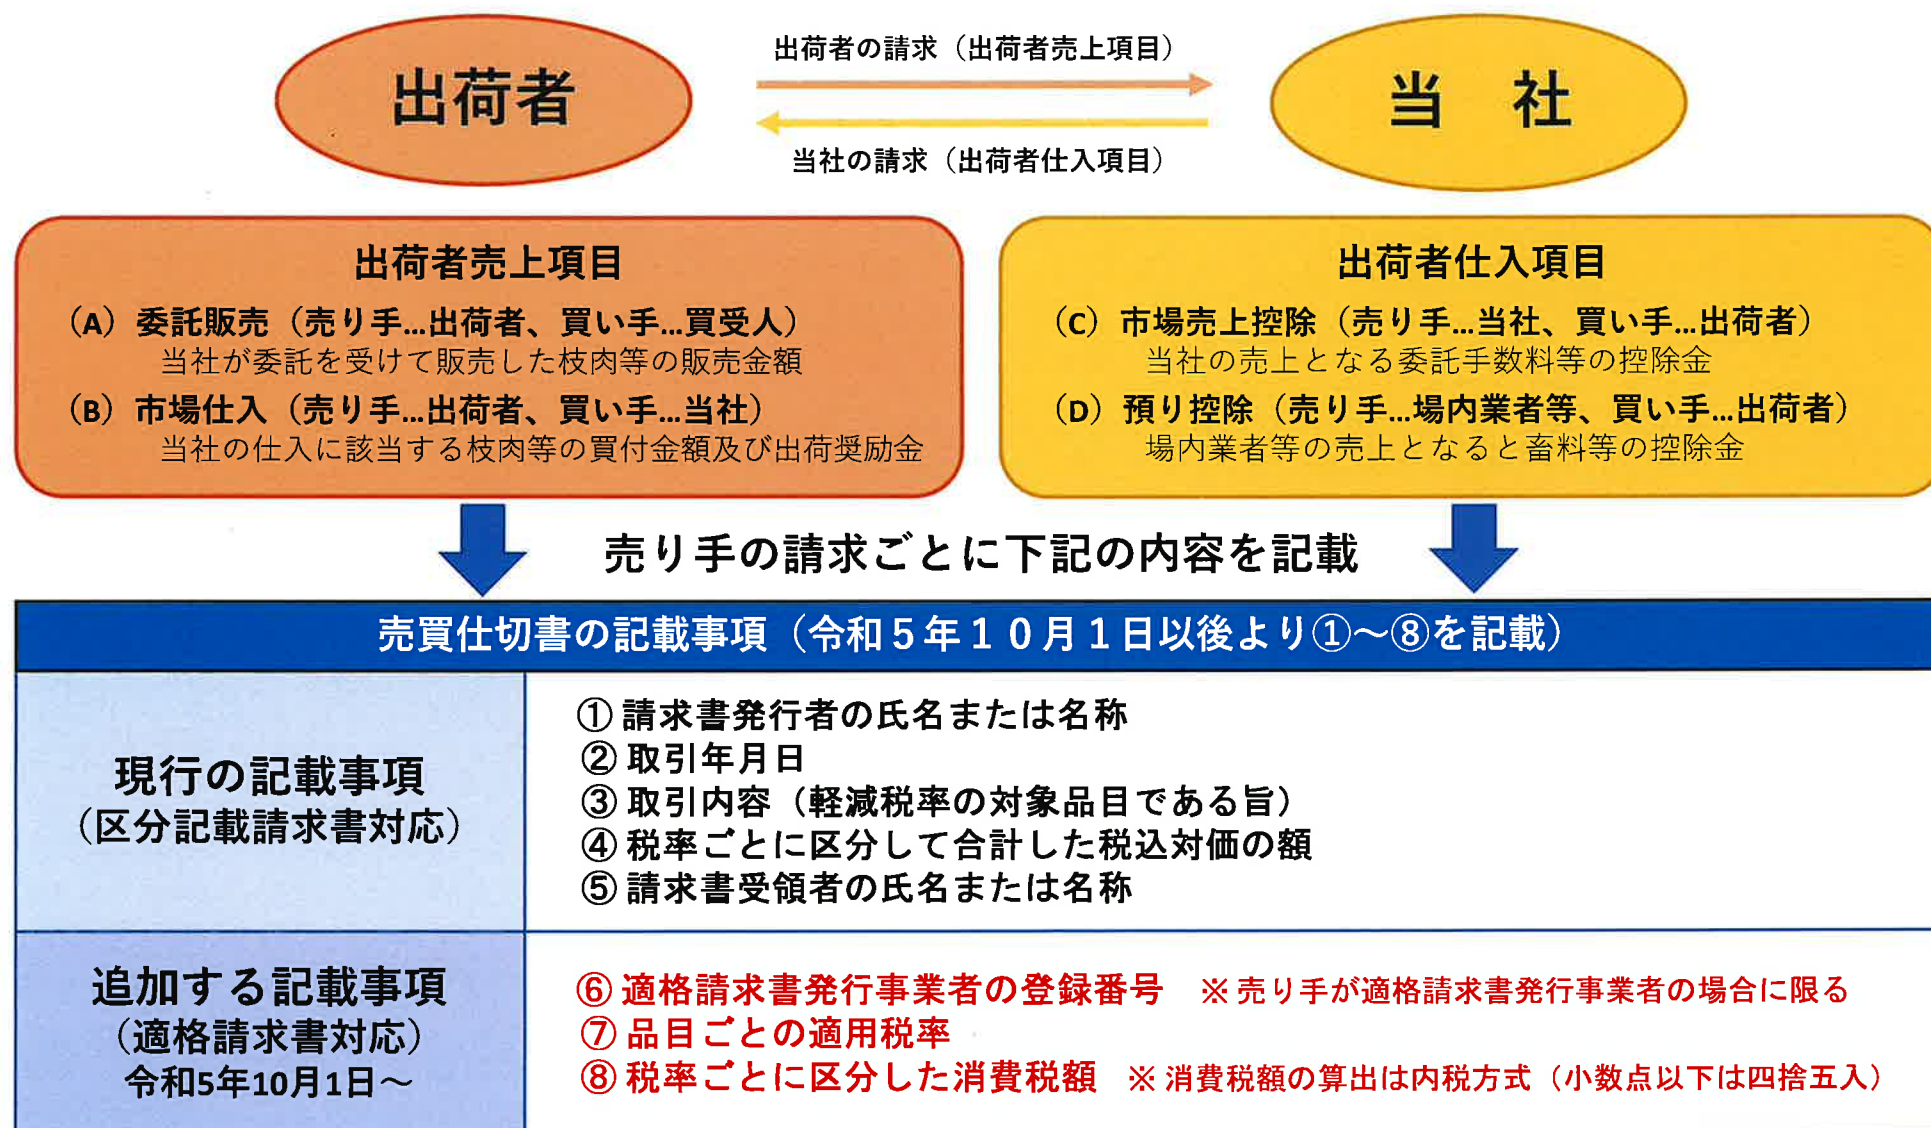 出荷者
出荷者の請求（出荷者売上項目）
当社の請求（出荷者仕入項目）
当　社
出荷者売上項目
（A）委託販売（売り手…出荷者、買い手…買受人）
当社が委託を受けて販売した枝肉等の販売金額
（B）市場仕入（売り手…出荷者、買い手…当社）
当社の仕入に該当する枝肉等の買付金額及び出荷奨励金
出荷者仕入項目
（C）市場売上控除（売り手…当社、買い手…出荷者）
当社の売上となる委託手数料等の控除金
（D）預り控除（売り手…場内業者等、買い手…出荷者）
場内業者等の売上となると畜料等の控除金
売り手の請求ごとに下記の内容を記載
売買仕切書の記載事項（令和５年１０月１日以後より①～⑧を記載）
現行の記載事項
（区分記載請求書対応）
①請求書発行者の氏名または名称
②取引年月日
③取引内容（軽減税率の対象品目である旨）
④税率ごとに区分して合計した税込対価の額
⑤請求書受領者の氏名または名称
追加する記載事項
（適格請求書対応）
令和5年10月1日～
⑥適格請求書発行事業者の登録番号　※売り手が適格請求書発行事業者の場合に限る
⑦品目ごとの適用税率
⑧税率ごとに区分した消費税額　※消費税額の算出は内税方式（小数点以下は四捨五入）